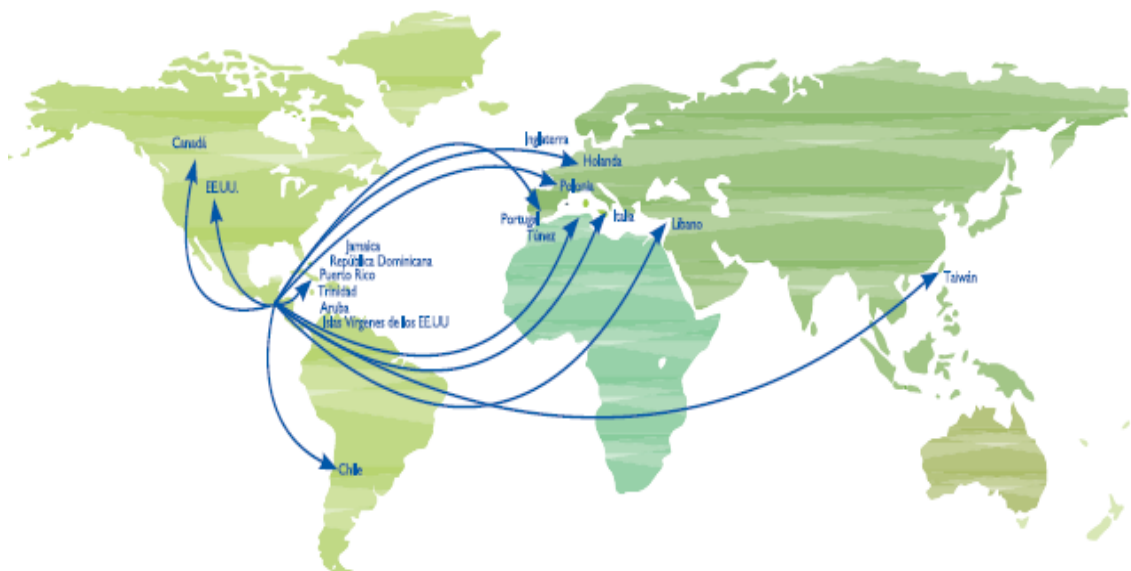 Inglaterra
Canadá
Holanda
EE.UU.
Polonia
Portugal
Italia
Líbano
Túnez
Jamaica
República Dominicana
Puerto Rico
Taiwán
Trinidad
Aruba
Islas Vírgenes de los EE.UU
Chile